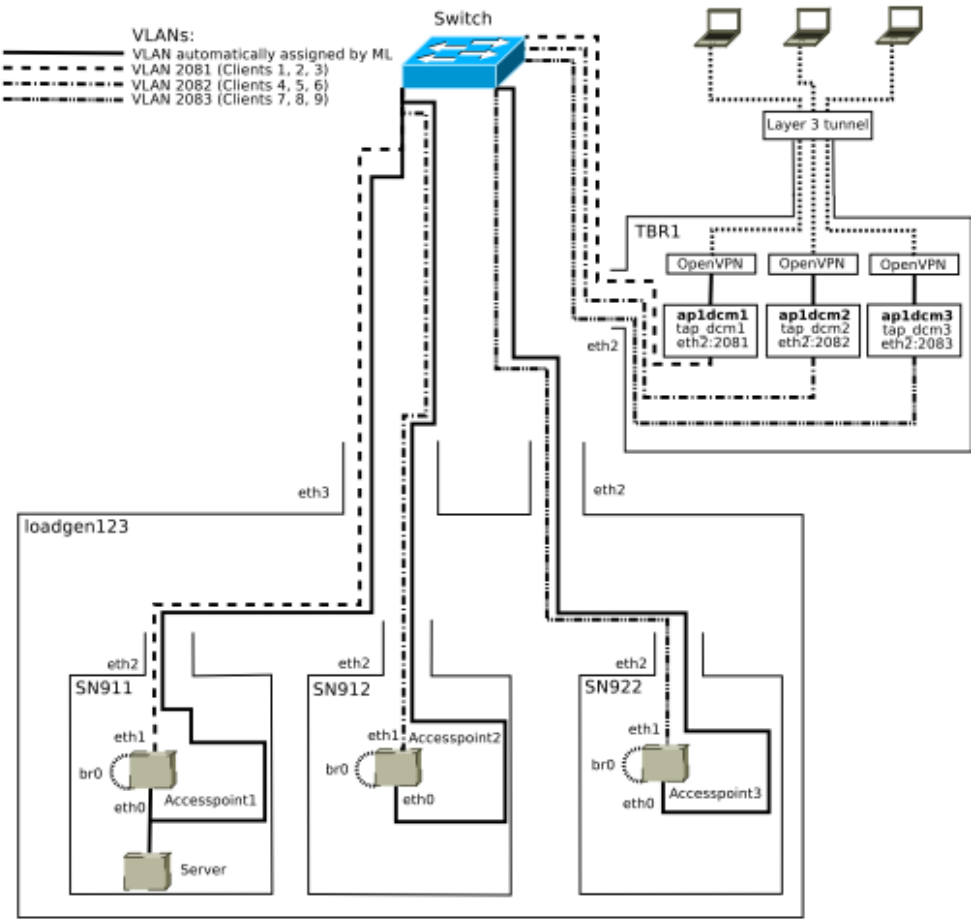 Switch
VLANs:
VLAN automatically assigned by ML
VLAN 2081 (Clients 1, 2, 3)
VLAN 2082 (Clients 4, 5, 6)
VLAN 2083 (Clients 7, 8, 9)
Layer 3 tunnel
TBR1
OpenVPN
OpenVPN
OpenVPN
ap1dcm1
tap_dcm1
eth2:2081
ap1dcm2
tap_dcm2
eth2:2082
ap1dcm3
tap_dcm3
eth2:2083
eth2
eth3
eth2
loadgen123
eth2
SN911
eth1
br0
eth0
Accesspoint1
Server
eth2
SN912
eth1
Accesspoint2
br0
eth0
eth2
SN922
eth1
br0
eth0
Accesspoint3